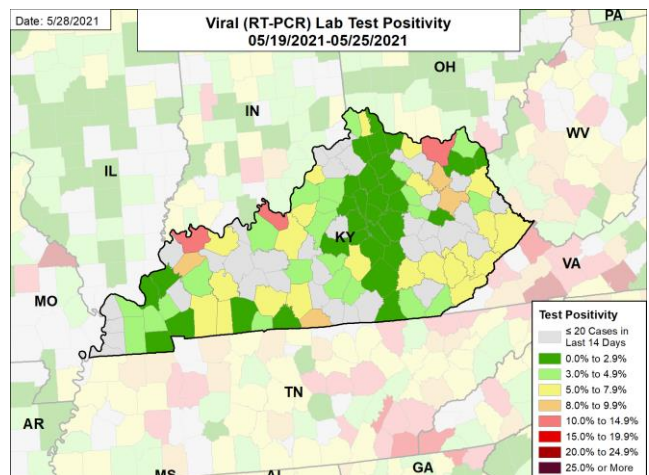 Date: 5/28/2021
Viral (RT-PCR) Lab Test Positivity
05/19/2021-05/25/2021
PA
OH
IN
WV
IL
KY
VA
MO
TN
AR
MS
AL
GA
Test Positivity
≤ 20 Cases in
Last 14 Days
0.0% to 2.9%
3.0% to 4.9%
5.0% to 7.9%
8.0% to 9.9%
10.0% to 14.9%
15.0% to 19.9%
20.0% to 24.9%
25.0% or More